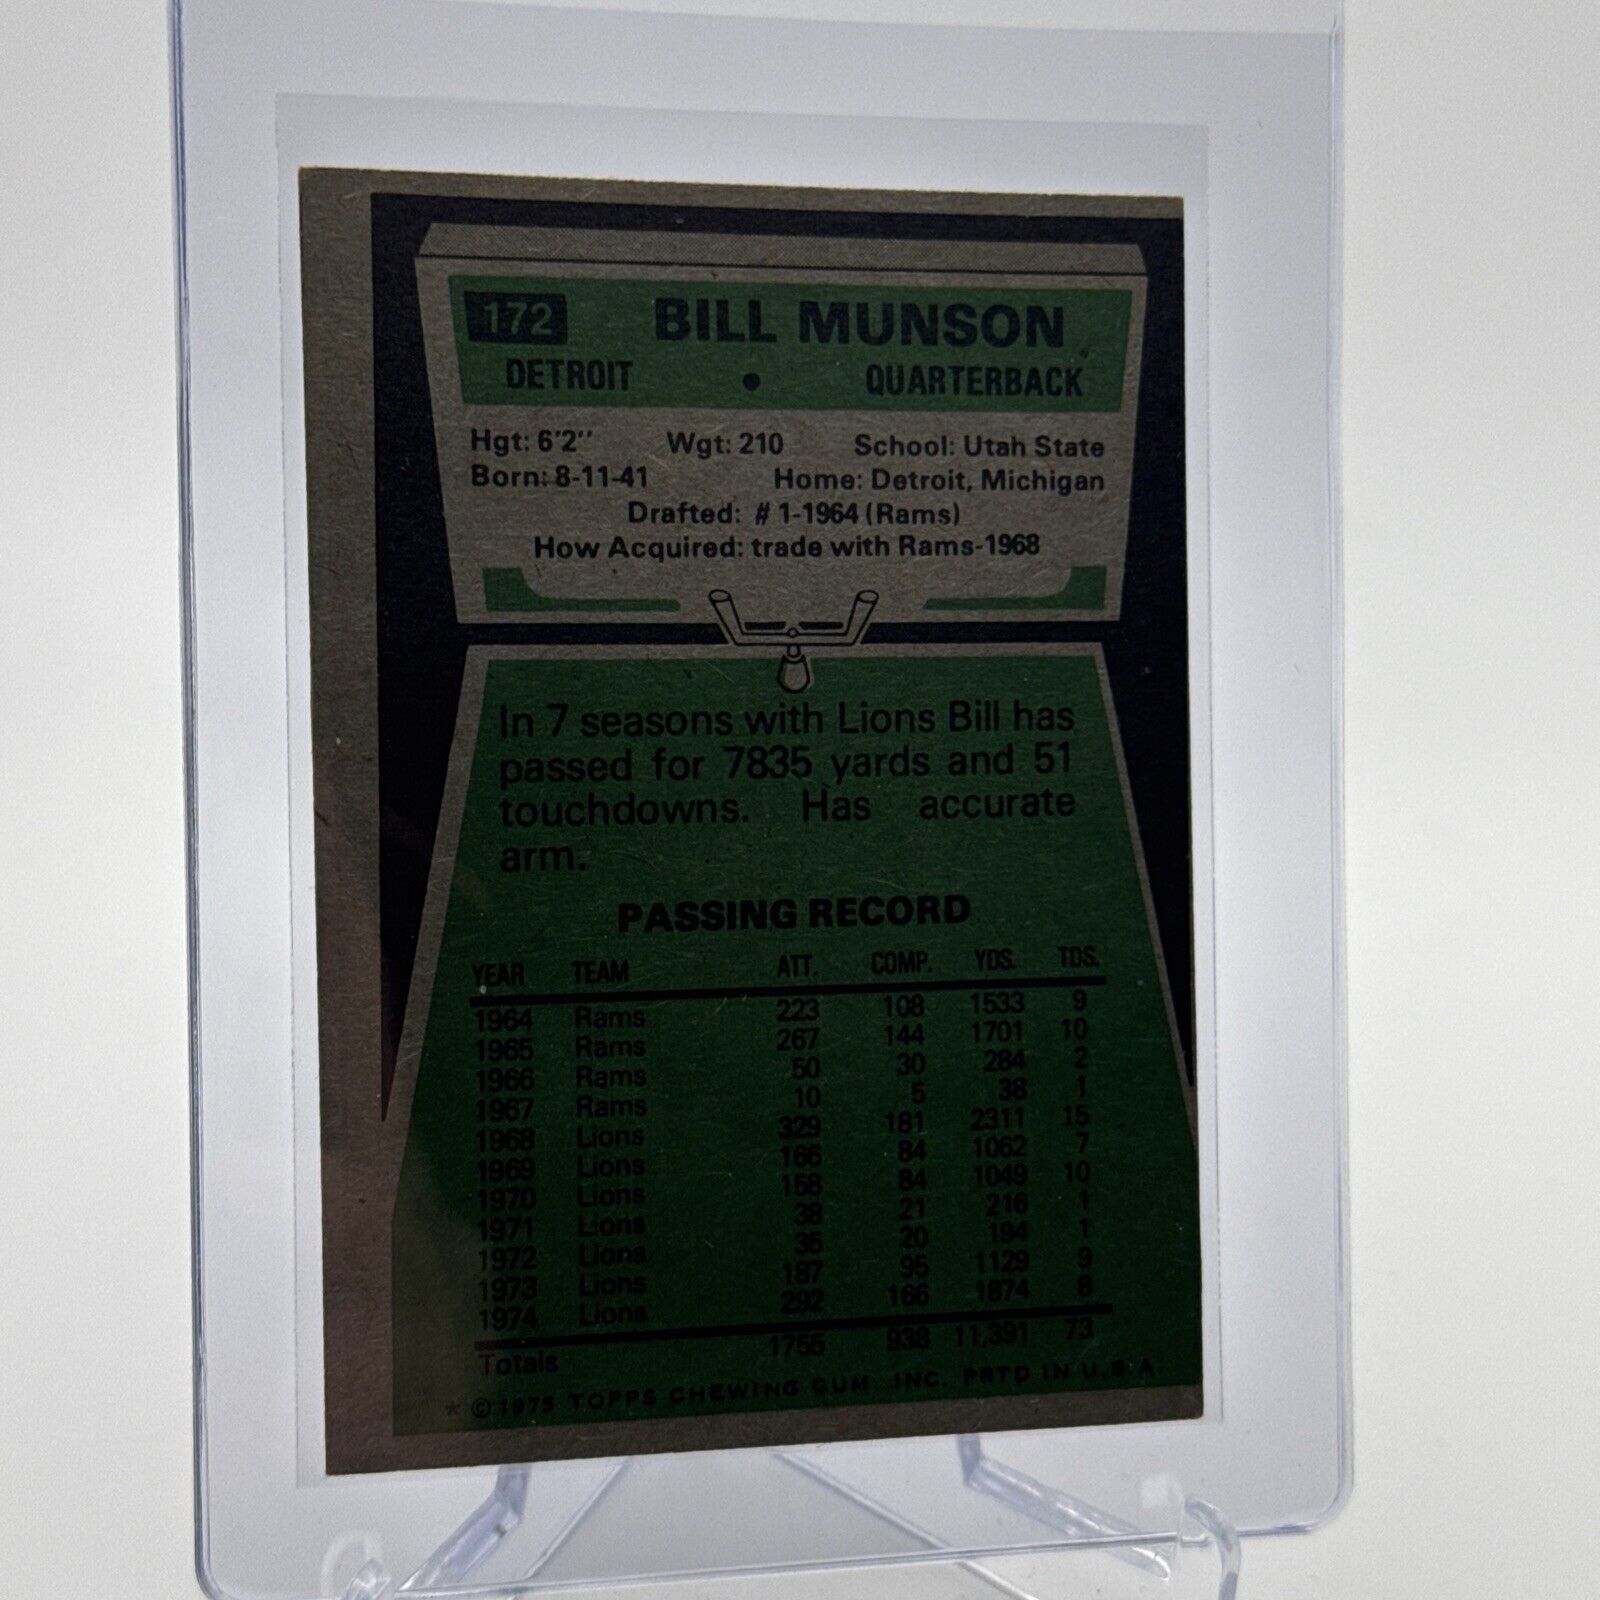 172 BILL MUNSON
DETROIT • QUARTERBACK
Hgt: 6'2" Wgt: 210 School: Utah State
Born: 8-11-41 Home: Detroit, Michigan
Drafted: #1-1964 (Rams)
How Acquired: trade with Rams-1968
In 7 seasons with Lions Bill has
passed for 7835 yards and 51
touchdowns. Has accurate
arm.
PASSING RECORD
YEAR TEAM ATT. COMP. YDS. TDS.
1964 Rams 223 108 1533 9
1965 Rams 267 144 1701 10
1966 Rams 50 30 284 2
1967 Rams 10 5 38 1
1968 Lions 329 181 2311 15
1969 Lions 166 84 1062 7
1970 Lions 158 84 1049 10
1971 Lions 38 21 216 1
1972 Lions 35 20 194 1
1973 Lions 187 95 1129 9
1974 Lions 292 166 1874 8
Totals 1755 938 11,391 73
* © 1975 TOPPS CHEWING GUM, INC. PRTD IN U.S.A.